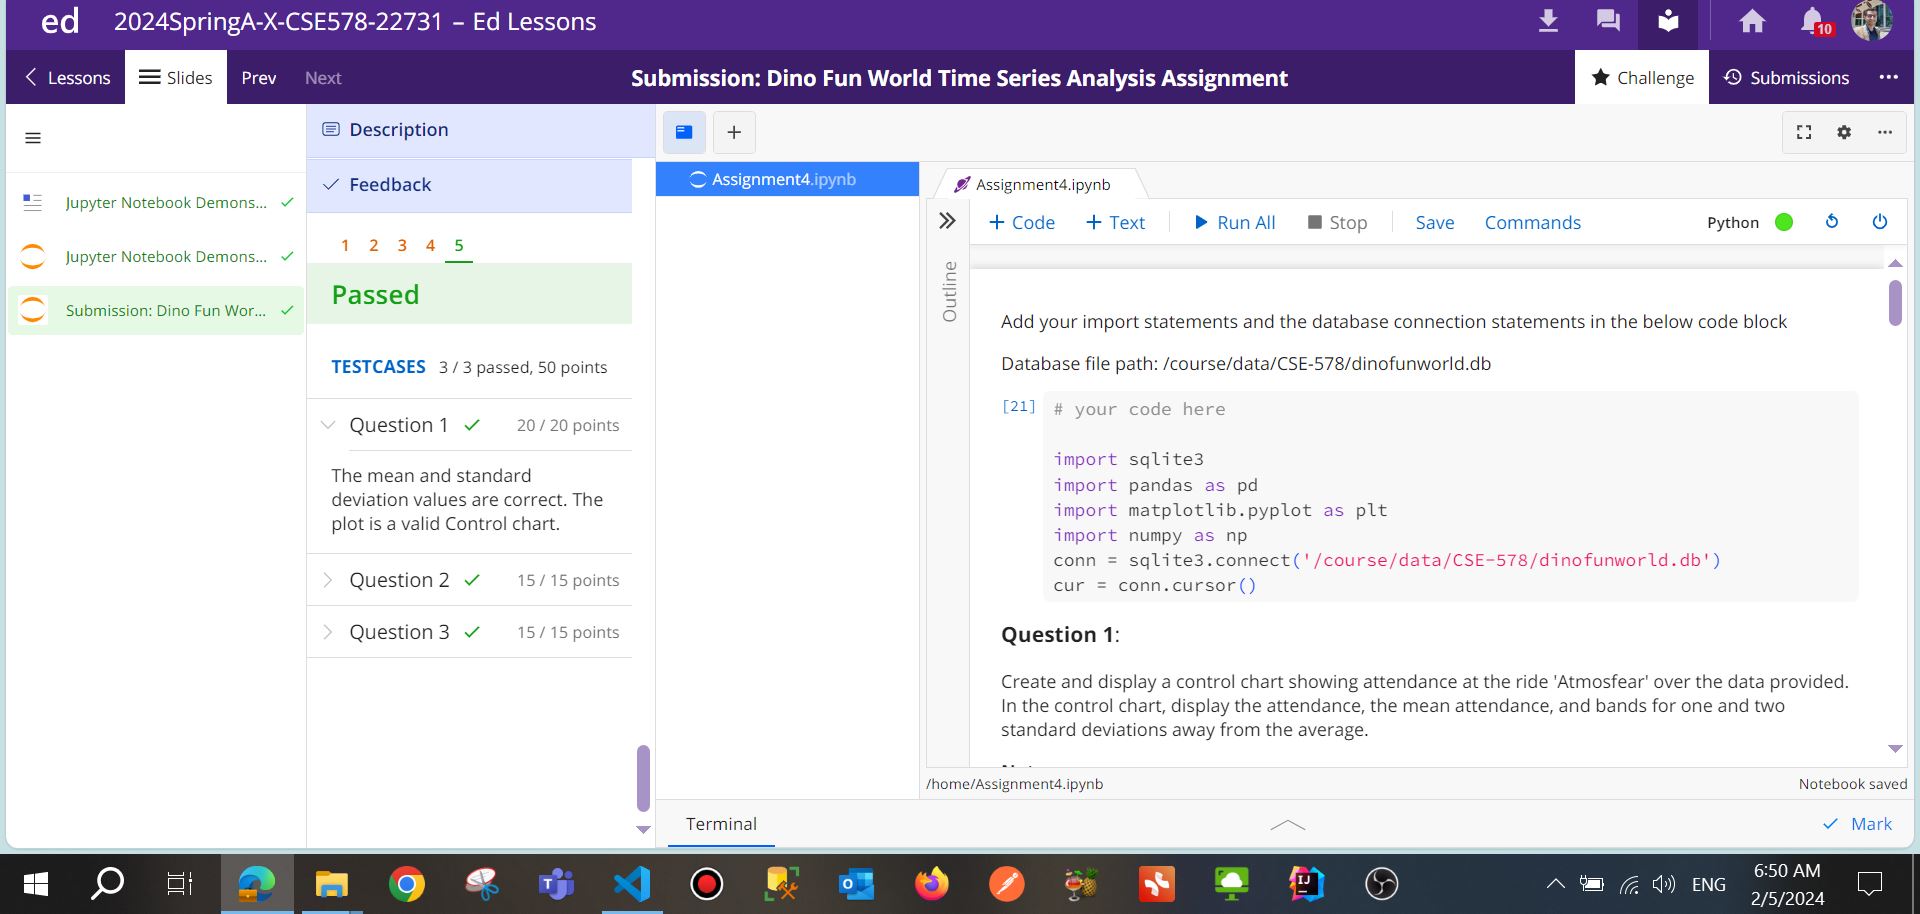 ed 2024SpringA-X-CSE578-22731 – Ed Lessons
10
Lessons
Slides
Prev
Next
Submission: Dino Fun World Time Series Analysis Assignment
Challenge
Submissions
Jupyter Notebook Demons...
Jupyter Notebook Demons...
Submission: Dino Fun Wor...
Description
Feedback
1 2 3 4 5
Passed
TESTCASES 3 / 3 passed, 50 points
Question 1 20 / 20 points
The mean and standard
deviation values are correct. The
plot is a valid Control chart.
Question 2 15 / 15 points
Question 3 15 / 15 points
Assignment4.ipynb
Assignment4.ipynb
+ Code + Text Run All Stop Save Commands Python
Outline
Add your import statements and the database connection statements in the below code block
Database file path: /course/data/CSE-578/dinofunworld.db
[21] # your code here
import sqlite3
import pandas as pd
import matplotlib.pyplot as plt
import numpy as np
conn = sqlite3.connect('/course/data/CSE-578/dinofunworld.db')
cur = conn.cursor()
Question 1:
Create and display a control chart showing attendance at the ride 'Atmosfear' over the data provided.
In the control chart, display the attendance, the mean attendance, and bands for one and two
standard deviations away from the average.
/home/Assignment4.ipynb
Notebook saved
Terminal
Mark
ENG
6:50 AM
2/5/2024